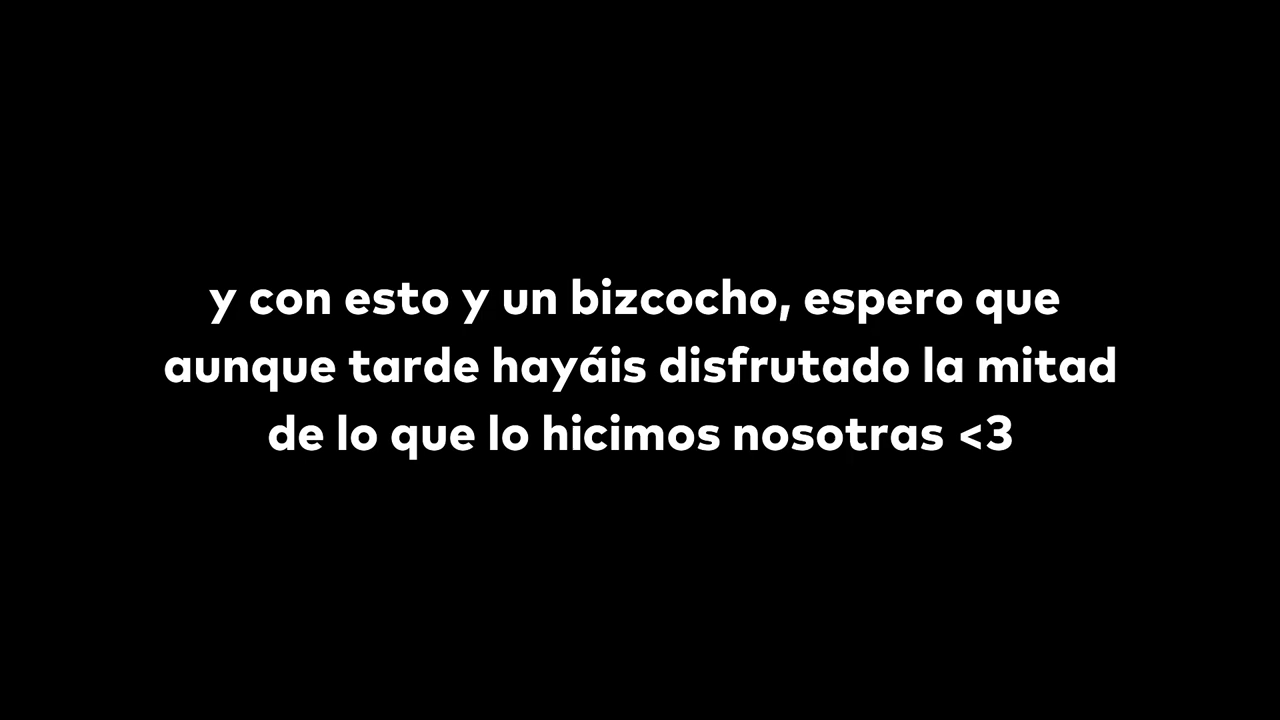 y con esto y un bizcocho, espero que
aunque tarde hayáis disfrutado la mitad
de lo que lo hicimos nosotras <3